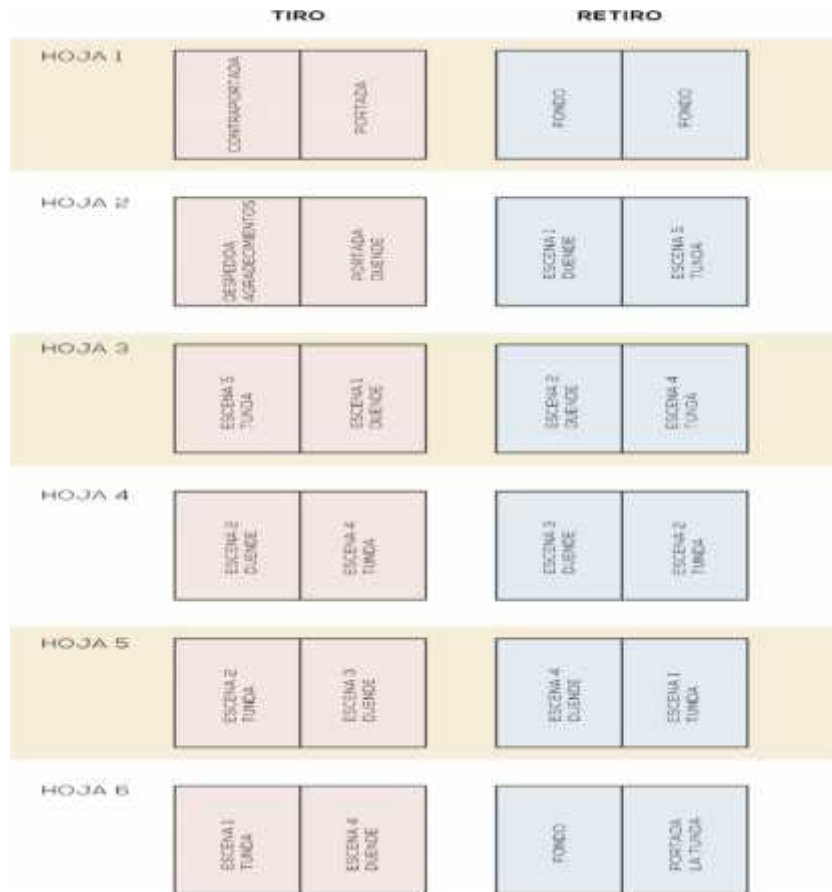 TIRO
RETIRO
HOJA 1
CONTRAPORTADA
PORTADA
FONDO
FONDO
HOJA 2
DESPEDIDA
AGRADECIMIENTOS
PORTADA
DUENDE
ESCENA 1
DUENDE
ESCENA 5
TUNDA
HOJA 3
ESCENA 5
TUNDA
ESCENA 1
DUENDE
ESCENA 2
DUENDE
ESCENA 4
TUNDA
HOJA 4
ESCENA 2
DUENDE
ESCENA 4
TUNDA
ESCENA 3
DUENDE
ESCENA 2
TUNDA
HOJA 5
ESCENA 2
TUNDA
ESCENA 3
DUENDE
ESCENA 4
DUENDE
ESCENA 1
TUNDA
HOJA 6
ESCENA 1
TUNDA
ESCENA 4
DUENDE
FONDO
PORTADA
LA TUNDA